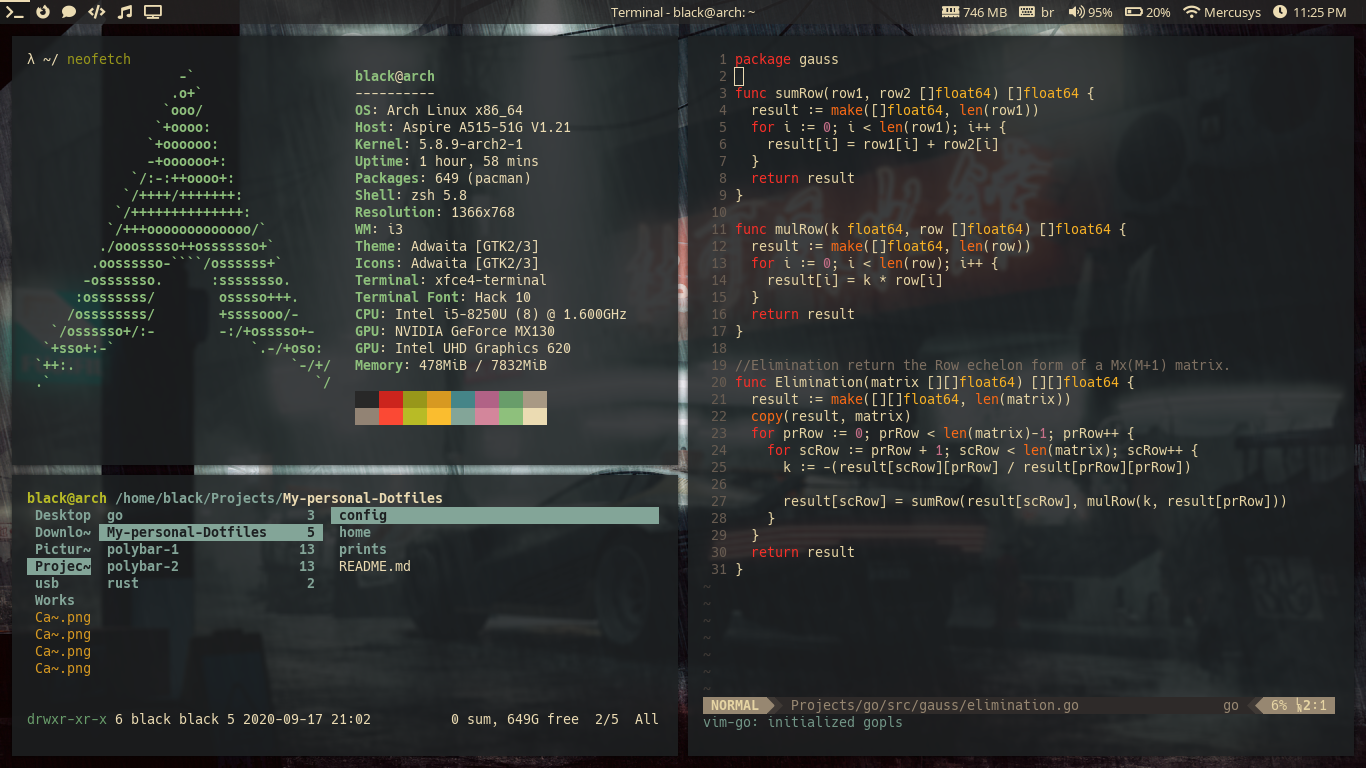 Terminal - black@arch: ~
746 MB br 95% 20% Mercusys 11:25 PM
λ ~/ neofetch
-`
.o+`
`ooo/
`+oooo:
`+oooooo:
-+oooooo+:
`/:-:++oooo+:
`/++++/+++++++:
`/++++++++++++++:
`/+++ooooooooooooo/`
./ooosssso++osssssso+`
.oossssso-````/ossssss+`
-osssssso. :ssssssso.
:osssssss/ osssso+++.
/ossssssss/ +ssssooo/-
`/ossssso+/:- -:/+osssso+-
`+sso+:-` `.-/+oso:
`++:. `-/+/
.` `/
black@arch
----------
OS: Arch Linux x86_64
Host: Aspire A515-51G V1.21
Kernel: 5.8.9-arch2-1
Uptime: 1 hour, 58 mins
Packages: 649 (pacman)
Shell: zsh 5.8
Resolution: 1366x768
WM: i3
Theme: Adwaita [GTK2/3]
Icons: Adwaita [GTK2/3]
Terminal: xfce4-terminal
Terminal Font: Hack 10
CPU: Intel i5-8250U (8) @ 1.600GHz
GPU: NVIDIA GeForce MX130
GPU: Intel UHD Graphics 620
Memory: 478MiB / 7832MiB
black@arch /home/black/Projects/My-personal-Dotfiles
Desktop go 3 config
Downlo~ My-personal-Dotfiles 5 home
Pictur~ polybar-1 13 prints
Projec~ polybar-2 13 README.md
usb rust 2
Works
Ca~.png
Ca~.png
Ca~.png
Ca~.png
drwxr-xr-x 6 black black 5 2020-09-17 21:02 0 sum, 649G free 2/5 All
1 package gauss
2
3 func sumRow(row1, row2 []float64) []float64 {
4 result := make([]float64, len(row1))
5 for i := 0; i < len(row1); i++ {
6 result[i] = row1[i] + row2[i]
7 }
8 return result
9 }
10
11 func mulRow(k float64, row []float64) []float64 {
12 result := make([]float64, len(row))
13 for i := 0; i < len(row); i++ {
14 result[i] = k * row[i]
15 }
16 return result
17 }
18
19 //Elimination return the Row echelon form of a Mx(M+1) matrix.
20 func Elimination(matrix [][]float64) [][]float64 {
21 result := make([][]float64, len(matrix))
22 copy(result, matrix)
23 for prRow := 0; prRow < len(matrix)-1; prRow++ {
24 for scRow := prRow + 1; scRow < len(matrix); scRow++ {
25 k := -(result[scRow][prRow] / result[prRow][prRow])
26
27 result[scRow] = sumRow(result[scRow], mulRow(k, result[prRow]))
28 }
29 }
30 return result
31 }
~
~
~
~
~
~
~
NORMAL Projects/go/src/gauss/elimination.go go 6% 2:1
vim-go: initialized gopls